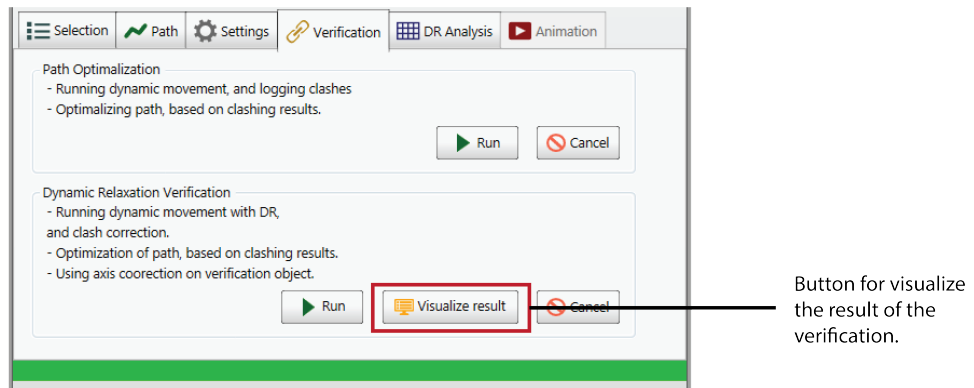 Selection Path Settings Verification DR Analysis Animation
Path Optimalization
- Running dynamic movement, and logging clashes
- Optimalizing path, based on clashing results.
Run Cancel
Dynamic Relaxation Verification
- Running dynamic movement with DR,
and clash correction.
- Optimization of path, based on clashing results.
- Using axis coorection on verification object.
Run Visualize result Cancel
Button for visualize
the result of the
verification.